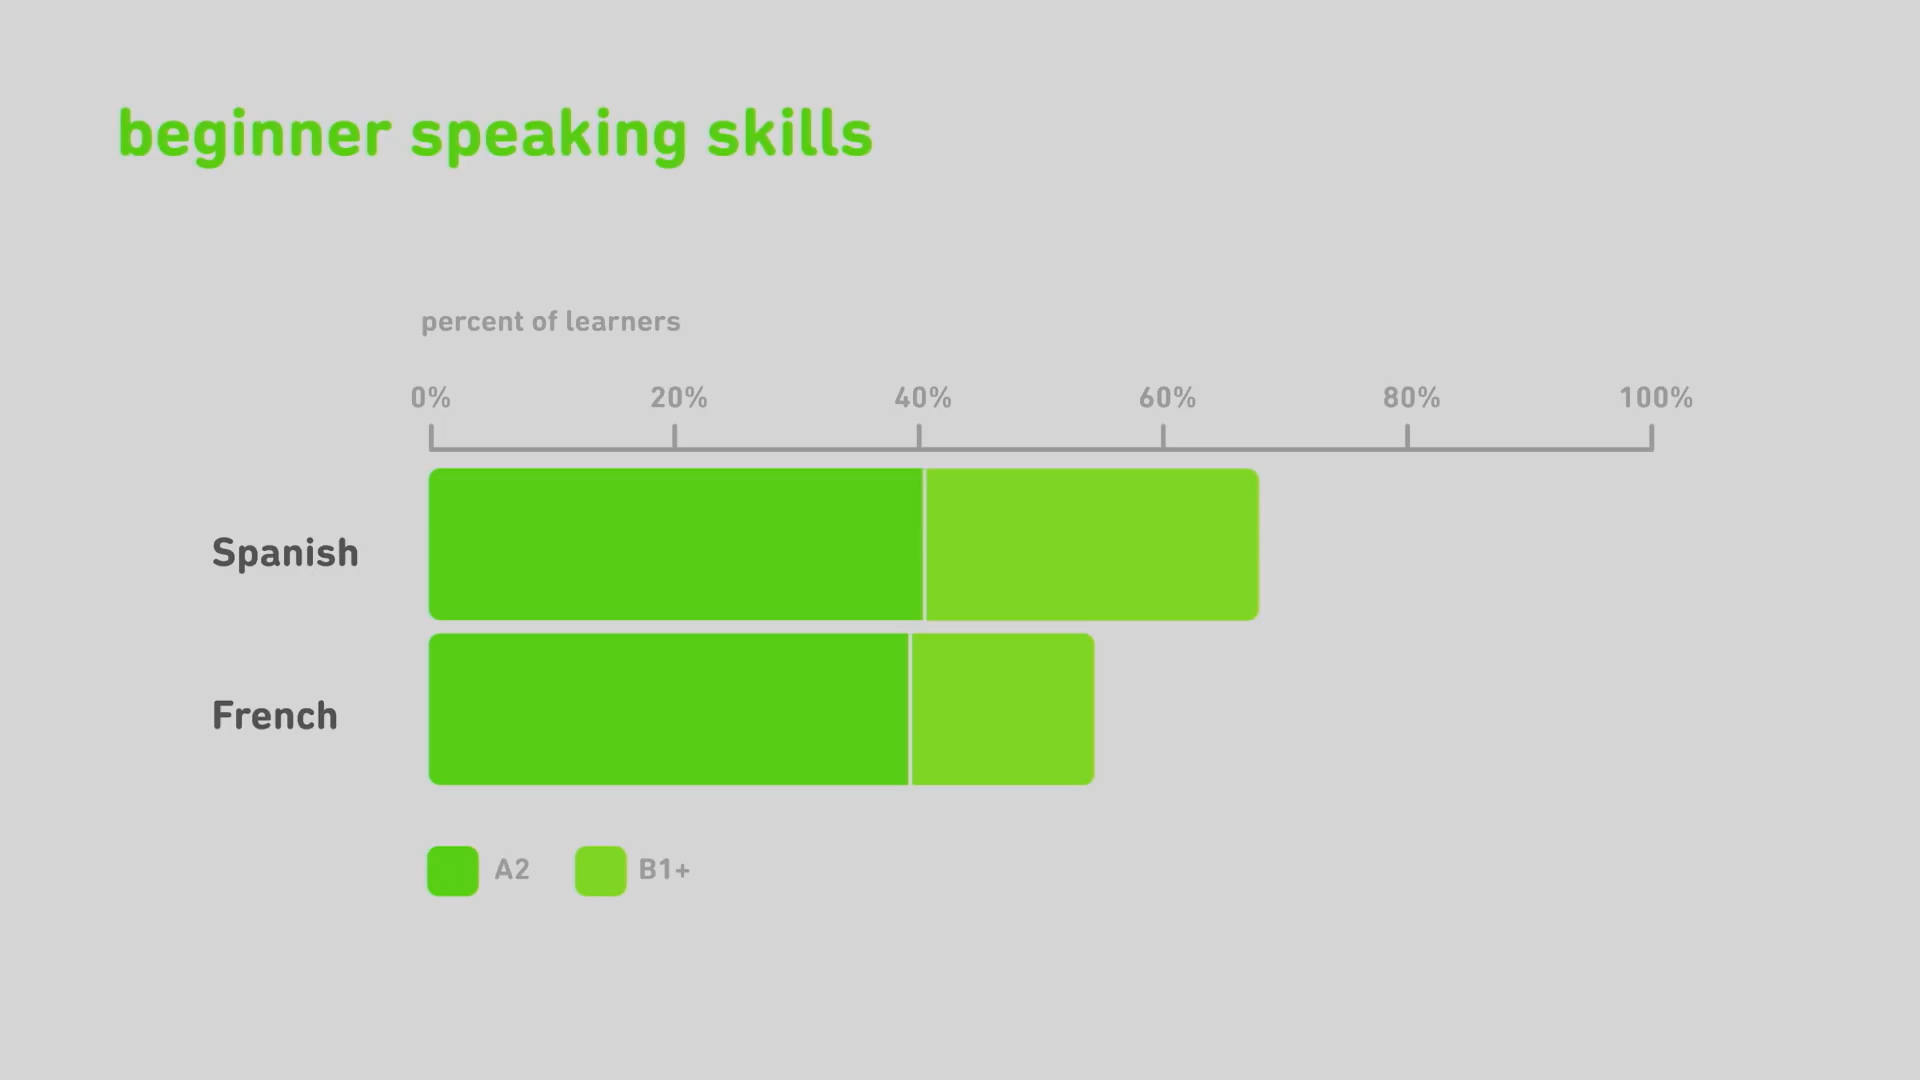 beginner speaking skills
percent of learners
0% 20% 40% 60% 80% 100%
Spanish
French
A2 B1+